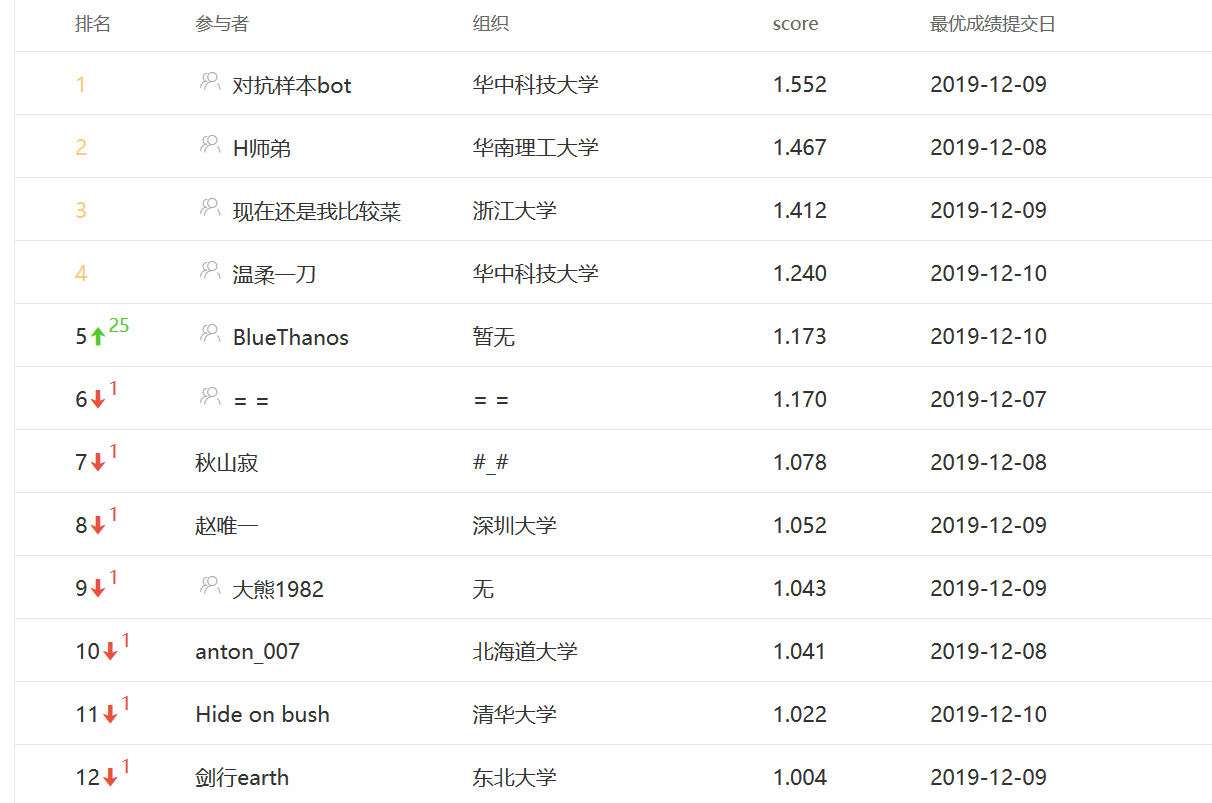 排名 参与者 组织 score 最优成绩提交日
1 对抗样本bot 华中科技大学 1.552 2019-12-09
2 H师弟 华南理工大学 1.467 2019-12-08
3 现在还是我比较菜 浙江大学 1.412 2019-12-09
4 温柔一刀 华中科技大学 1.240 2019-12-10
5 25 BlueThanos 暂无 1.173 2019-12-10
6 1 = = = = 1.170 2019-12-07
7 1 秋山寂 #_# 1.078 2019-12-08
8 1 赵唯一 深圳大学 1.052 2019-12-09
9 1 大熊1982 无 1.043 2019-12-09
10 1 anton_007 北海道大学 1.041 2019-12-08
11 1 Hide on bush 清华大学 1.022 2019-12-10
12 1 剑行earth 东北大学 1.004 2019-12-09